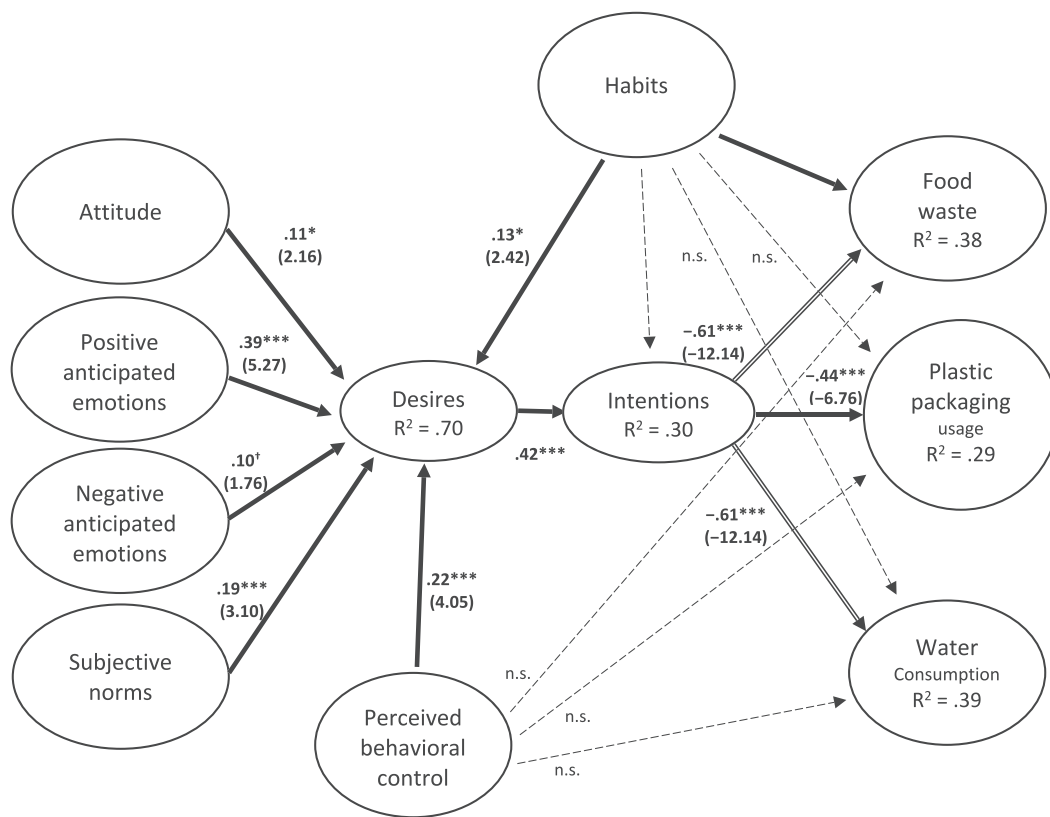 Habits
Attitude
.11*
(2.16)
.13*
(2.42)
Food
waste
R² = .38
n.s.
n.s.
Positive
anticipated
emotions
.39***
(5.27)
Desires
R² = .70
.42***
Intentions
R² = .30
−.61***
(−12.14)
−.44***
(−6.76)
Plastic
packaging
usage
R² = .29
Negative
anticipated
emotions
.10†
(1.76)
−.61***
(−12.14)
.19***
(3.10)
.22***
(4.05)
Subjective
norms
Perceived
behavioral
control
n.s.
n.s.
n.s.
Water
Consumption
R² = .39